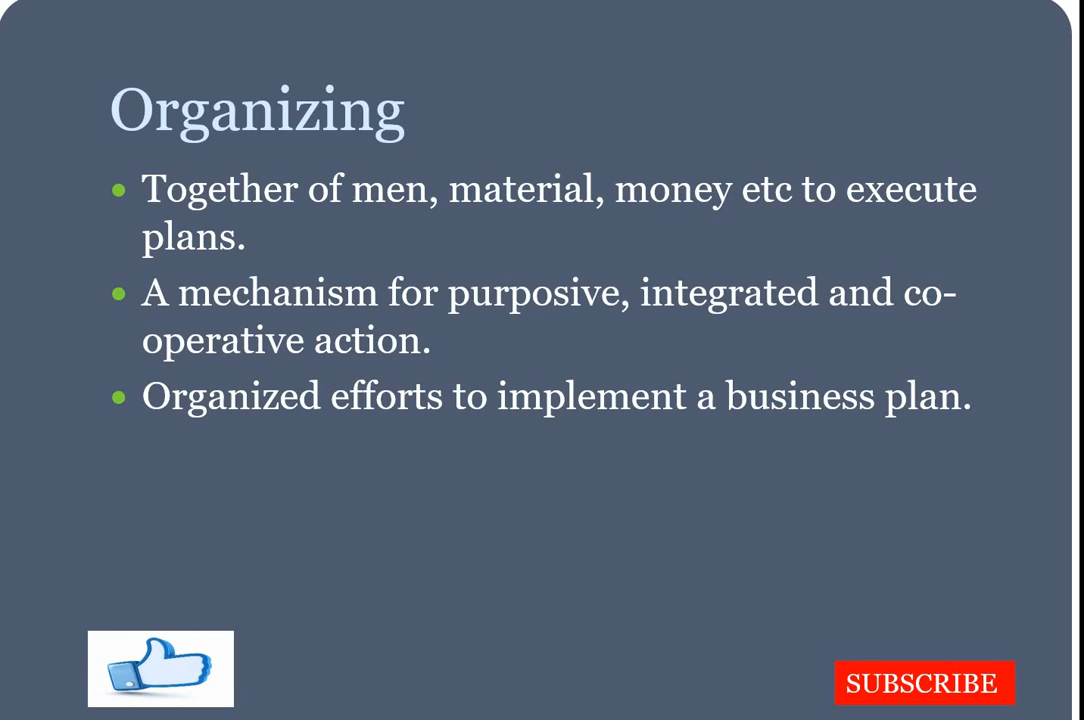 Organizing
Together of men, material, money etc to execute
plans.
A mechanism for purposive, integrated and co-
operative action.
Organized efforts to implement a business plan.
SUBSCRIBE